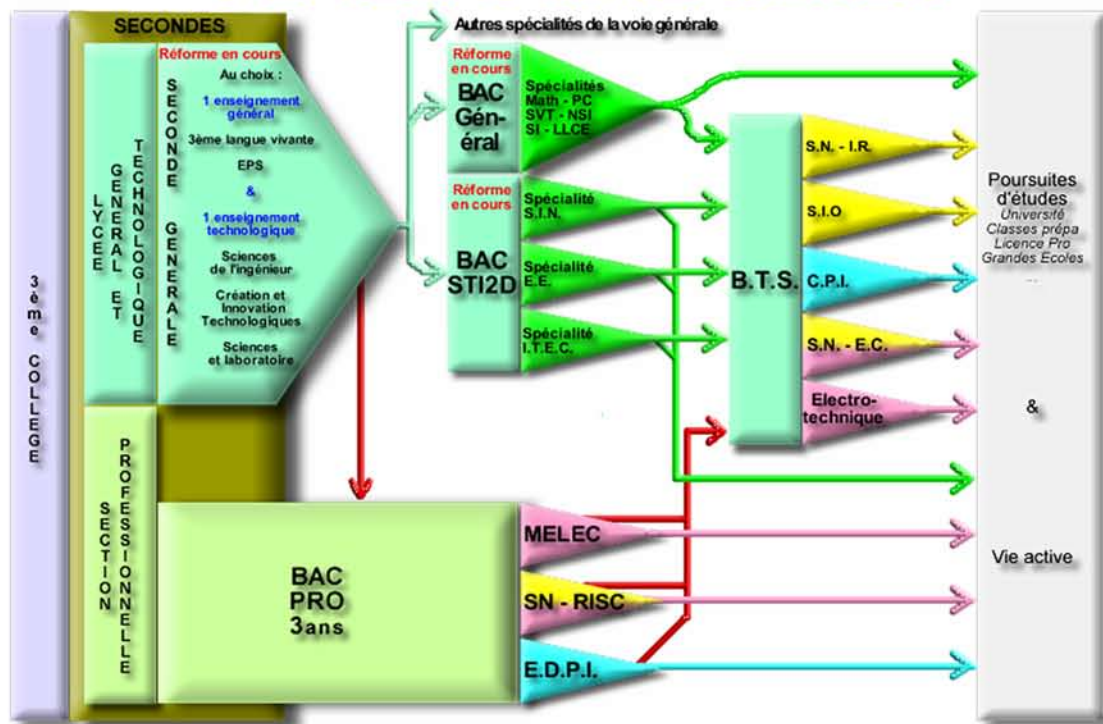 3ème COLLEGE
SECONDES
LYCEE
GENERAL ET
TECHNOLOGIQUE
Réforme en cours
SECONDE GENERALE
Au choix :
1 enseignement
général
3ème langue vivante
EPS
&
1 enseignement
technologique
Sciences
de l'ingénieur
Création et
Innovation
Technologiques
Sciences
et laboratoire
SECTION
PROFESSIONNELLE
Autres spécialités de la voie générale
Réforme
en cours
BAC
Gén-
éral
Spécialités
Math - PC
SVT - NSI
SI - LLCE
Réforme
en cours
BAC
STI2D
Spécialité
S.I.N.
Spécialité
E.E.
Spécialité
I.T.E.C.
B.T.S.
S.N. - I.R.
S.I.O
C.P.I.
S.N. - E.C.
Electro-
technique
BAC
PRO
3ans
MELEC
SN - RISC
E.D.P.I.
Poursuites
d'études
Université
Classes prépa
Licence Pro
Grandes Ecoles
...
&
Vie active